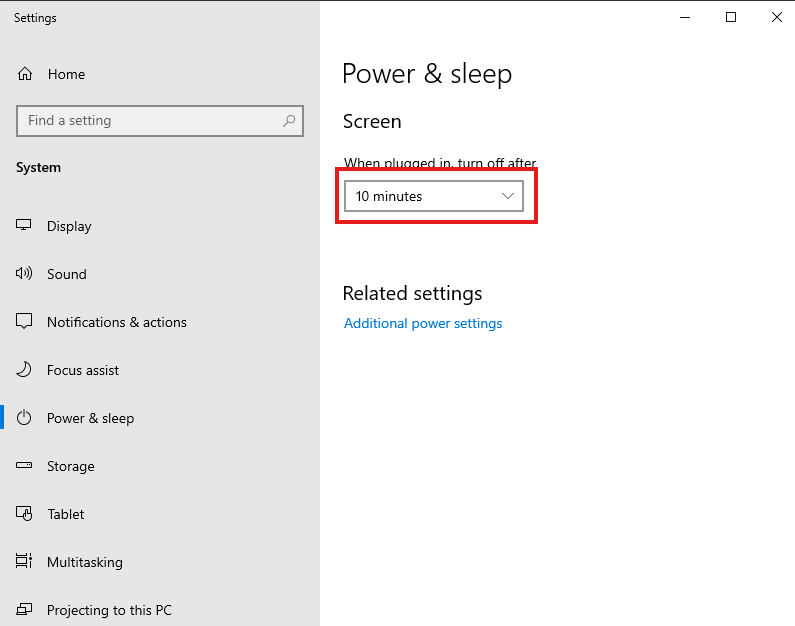 Settings
Home
Find a setting
System
Display
Sound
Notifications & actions
Focus assist
Power & sleep
Storage
Tablet
Multitasking
Projecting to this PC
Power & sleep
Screen
When plugged in, turn off after
10 minutes
Related settings
Additional power settings